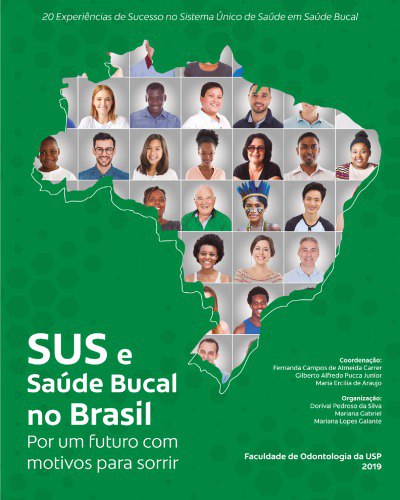 20 Experiências de Sucesso no Sistema Único de Saúde em Saúde Bucal
SUS e
Saúde Bucal
no Brasil
Por um futuro com
motivos para sorrir
Coordenação:
Fernanda Campos de Almeida Carrer
Gilberto Alfredo Pucca Junior
Maria Ercilia de Araujo
Organização:
Dorival Pedroso da Silva
Mariana Gabriel
Mariana Lopes Galante
Faculdade de Odontologia da USP
2019